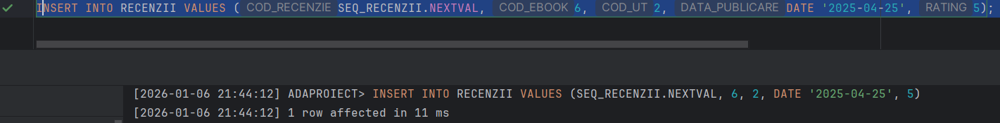 INSERT INTO RECENZII VALUES ( COD_RECENZIE SEQ_RECENZII.NEXTVAL, COD_EBOOK 6, COD_UT 2, DATA_PUBLICARE DATE '2025-04-25', RATING 5);
[2026-01-06 21:44:12] ADAPROIECT> INSERT INTO RECENZII VALUES (SEQ_RECENZII.NEXTVAL, 6, 2, DATE '2025-04-25', 5)
[2026-01-06 21:44:12] 1 row affected in 11 ms